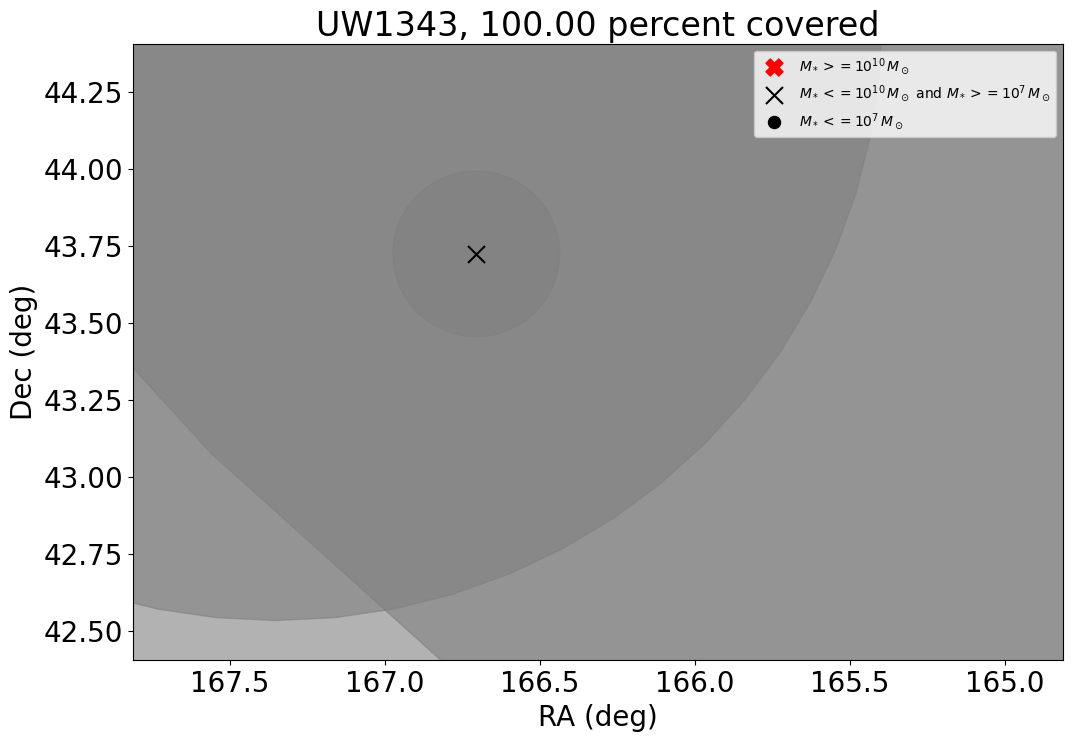 UW1343, 100.00 percent covered
M* >= 10^10 M⊙
M* <= 10^10 M⊙ and M* >= 10^7 M⊙
M* <= 10^7 M⊙
44.25
44.00
43.75
43.50
43.25
43.00
42.75
42.50
Dec (deg)
167.5 167.0 166.5 166.0 165.5 165.0
RA (deg)